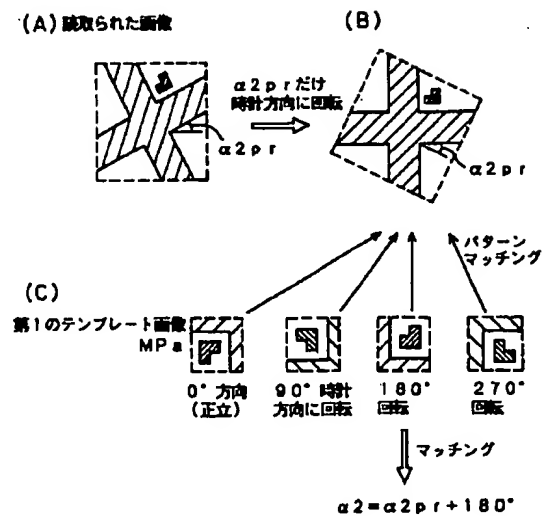 (A) 読取られた画像
(B)
α2prだけ
時計方向に回転
α2pr
α2pr
パターン
マッチング
(C)
第1のテンプレート画像
MPa
0°方向
(正立)
90°時計
方向に回転
180°
回転
270°
回転
マッチング
α2=α2pr+180°